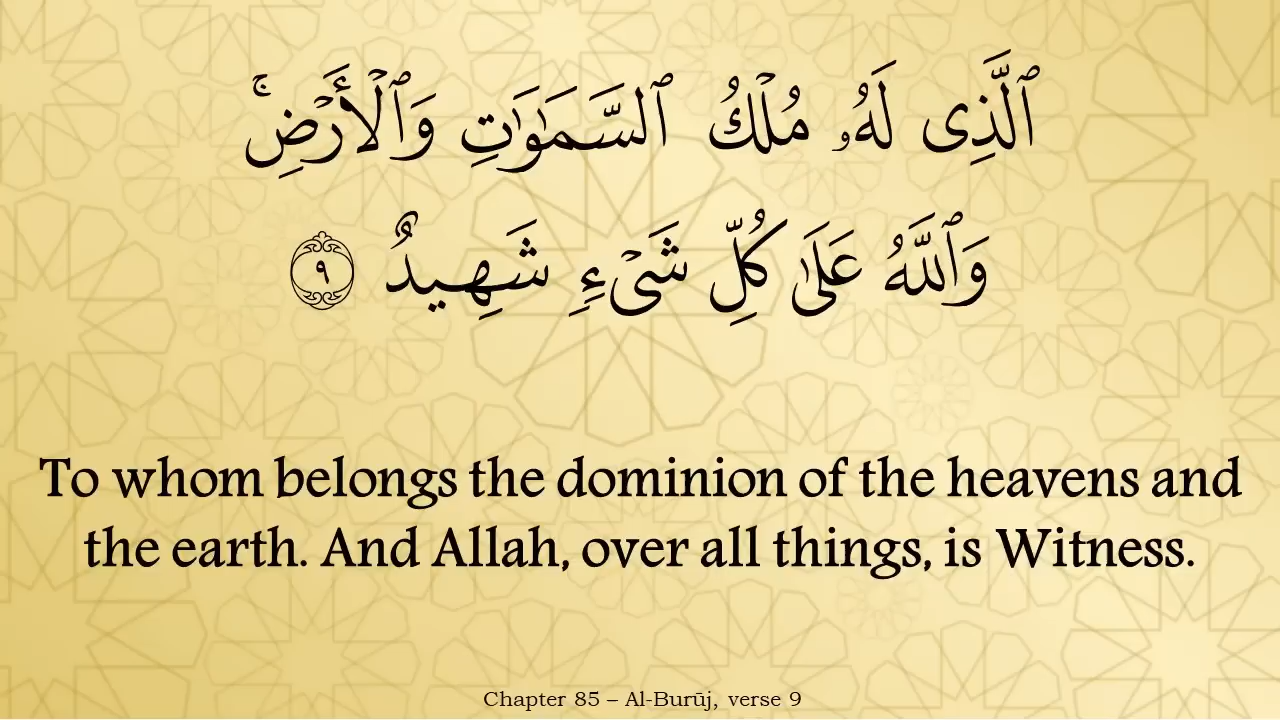 ٱلَّذِى لَهُۥ مُلْكُ ٱلسَّمَٰوَٰتِ وَٱلْأَرْضِ ۚ
وَٱللَّهُ عَلَىٰ كُلِّ شَىْءٍ شَهِيدٌ ٩
To whom belongs the dominion of the heavens and
the earth. And Allah, over all things, is Witness.
Chapter 85 – Al-Burūj, verse 9